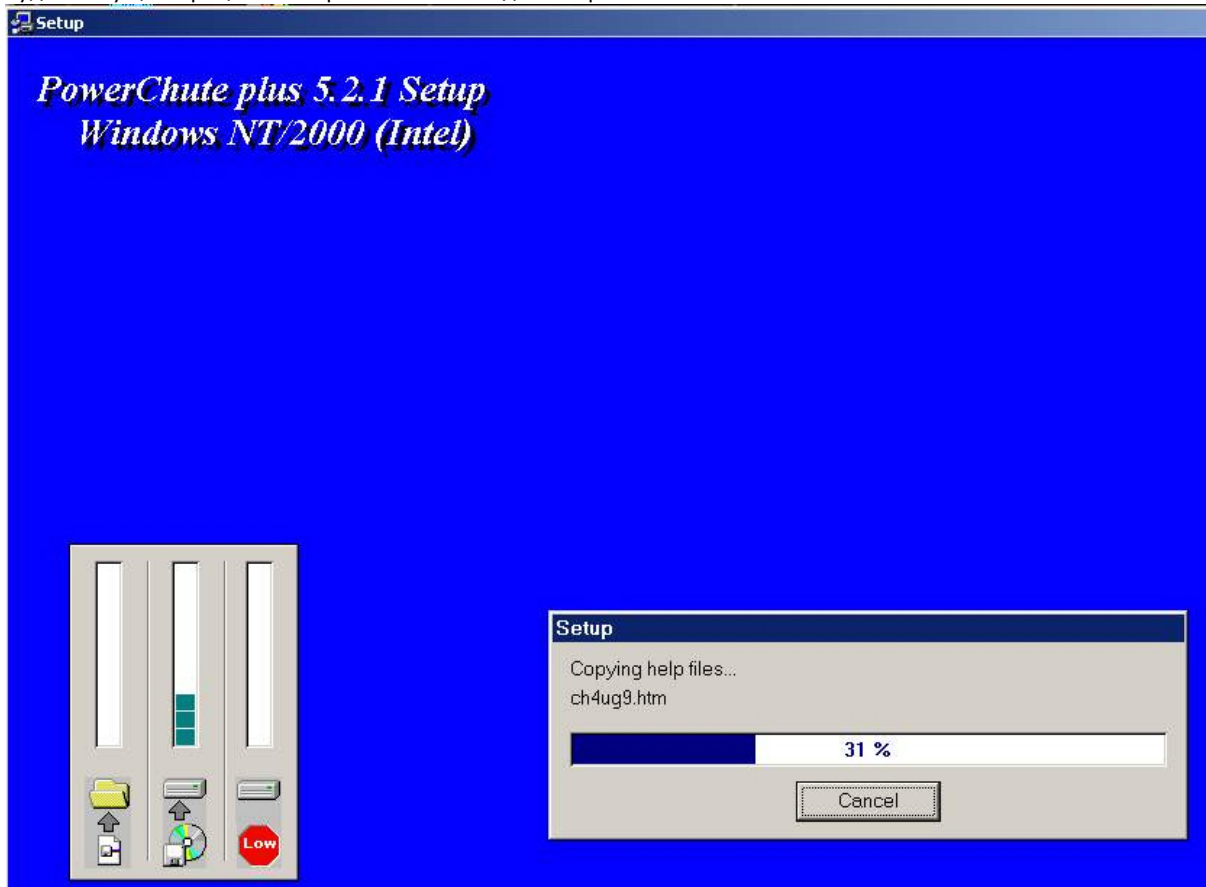 Setup
PowerChute plus 5.2.1 Setup
Windows NT/2000 (Intel)
Setup
Copying help files...
ch4ug9.htm
31 %
Cancel
Low